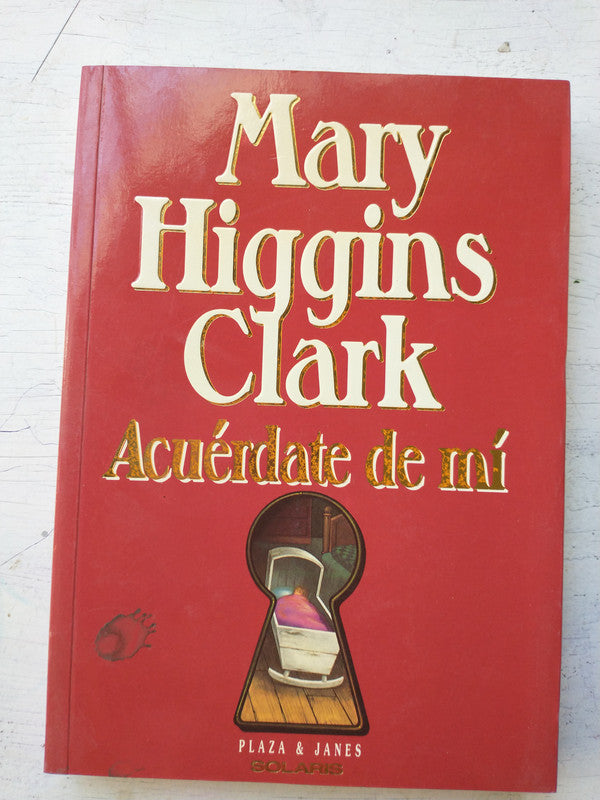 Mary
Higgins
Clark
Acuérdate de mí
PLAZA & JANES
SOLARIS